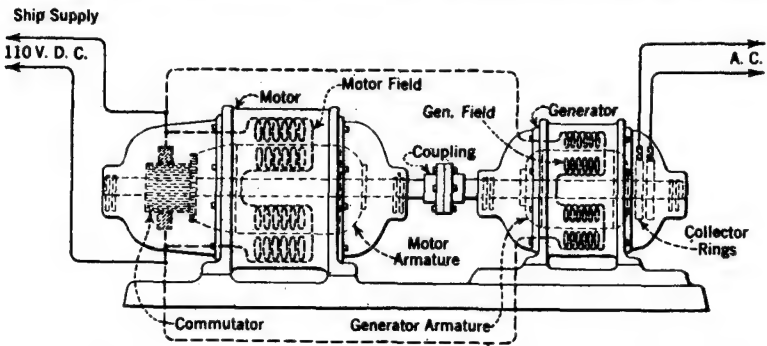 Ship Supply
110 V. D. C.
Motor
Motor Field
Gen. Field
Generator
A. C.
Coupling
Motor
Armature
Collector
Rings
Commutator
Generator Armature